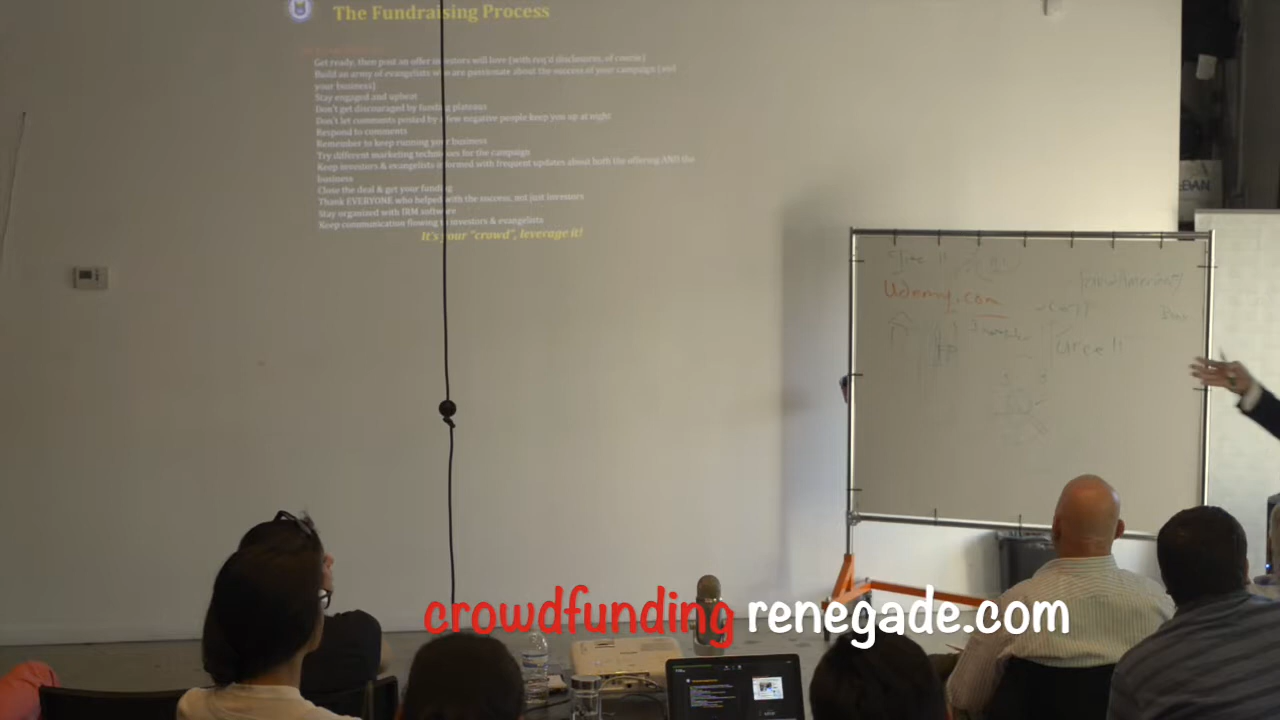 The Fundraising Process
Get ready, then post an offer investors will love (with req'd disclosures, of course)
Build an army of evangelists who are passionate about the success of your campaign (and
your business)
Stay engaged and upbeat
Don't get discouraged by funding plateaus
Don't let comments posted by a few negative people keep you up at night
Respond to comments
Remember to keep running your business
Try different marketing techniques for the campaign
Keep investors & evangelists informed with frequent updates about both the offering AND the
business
Close the deal & get your funding
Thank EVERYONE who helped with the success, not just investors
Stay organized with IRM software
Keep communication flowing to investors & evangelists
It's your "crowd", leverage it!
Udemy.com
crowdfunding renegade.com